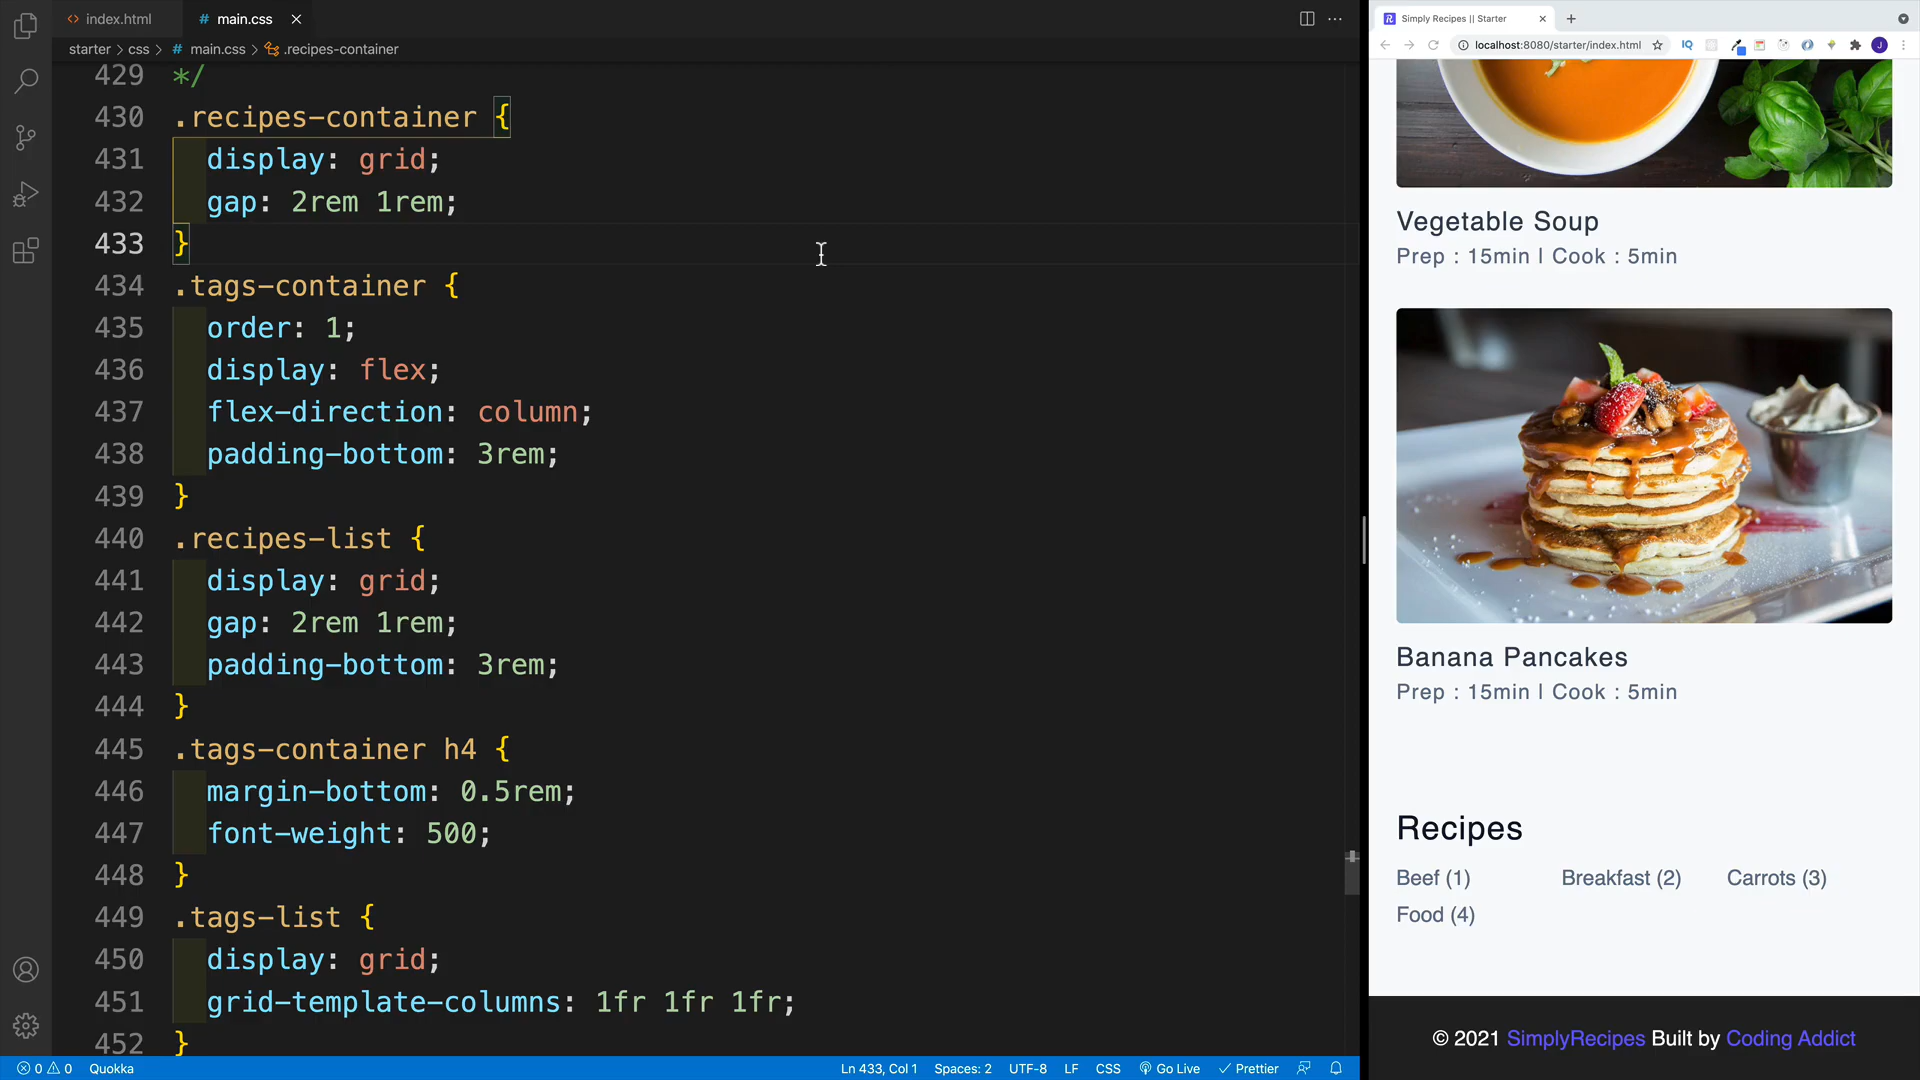 index.html
# main.css
starter > css > # main.css > .recipes-container
429 */
430 .recipes-container {
431 display: grid;
432 gap: 2rem 1rem;
433 }
434 .tags-container {
435 order: 1;
436 display: flex;
437 flex-direction: column;
438 padding-bottom: 3rem;
439 }
440 .recipes-list {
441 display: grid;
442 gap: 2rem 1rem;
443 padding-bottom: 3rem;
444 }
445 .tags-container h4 {
446 margin-bottom: 0.5rem;
447 font-weight: 500;
448 }
449 .tags-list {
450 display: grid;
451 grid-template-columns: 1fr 1fr 1fr;
452 }
0 0 Quokka Ln 433, Col 1 Spaces: 2 UTF-8 LF CSS Go Live Prettier
Simply Recipes || Starter
localhost:8080/starter/index.html
IQ
J
Vegetable Soup
Prep : 15min | Cook : 5min
Banana Pancakes
Prep : 15min | Cook : 5min
Recipes
Beef (1) Breakfast (2) Carrots (3)
Food (4)
© 2021 SimplyRecipes Built by Coding Addict